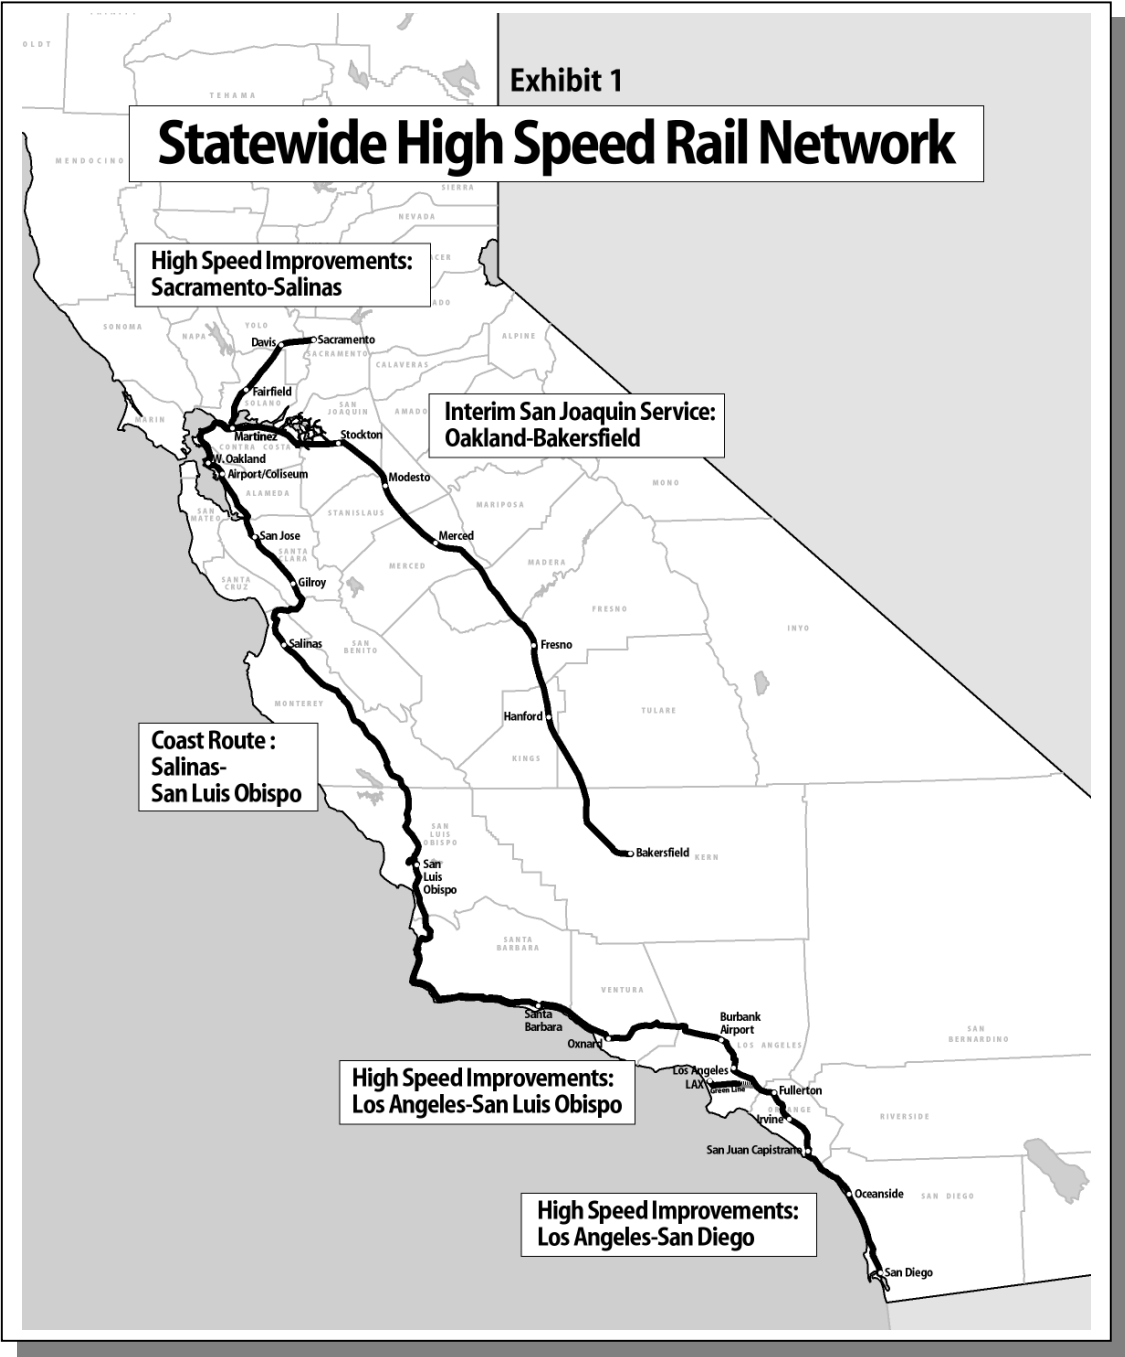 OLDT
TEHAMA
Exhibit 1
Statewide High Speed Rail Network
MENDOCINO
SIERRA
NEVADA
High Speed Improvements:
Sacramento-Salinas
ACER
ADO
SONOMA
NAPA
YOLO
Davis
Sacramento
SACRAMENTO
ALPINE
CALAVERAS
Fairfield
SOLANO
SAN
JOAQUIN
AMADO
MARIN
Interim San Joaquin Service:
Oakland-Bakersfield
Martinez
Stockton
CONTRA COSTA
W. Oakland
Airport/Coliseum
Modesto
ALAMEDA
MONO
MARIPOSA
SAN
MATEO
STANISLAUS
San Jose
Merced
SANTA
CLARA
MERCED
MADERA
SANTA
CRUZ
Gilroy
FRESNO
INYO
Salinas
SAN
BENITO
Fresno
MONTEREY
Hanford
TULARE
Coast Route :
Salinas-
San Luis Obispo
KINGS
SAN
LUIS
OBISPO
Bakersfield
KERN
San
Luis
Obispo
SANTA
BARBARA
VENTURA
Santa
Barbara
Oxnard
Burbank
Airport
LOS ANGELES
SAN
BERNARDINO
High Speed Improvements:
Los Angeles-San Luis Obispo
Los Angeles
LAX
Green Line
Fullerton
ORANGE
Irvine
RIVERSIDE
San Juan Capistrano
Oceanside
SAN DIEGO
High Speed Improvements:
Los Angeles-San Diego
San Diego